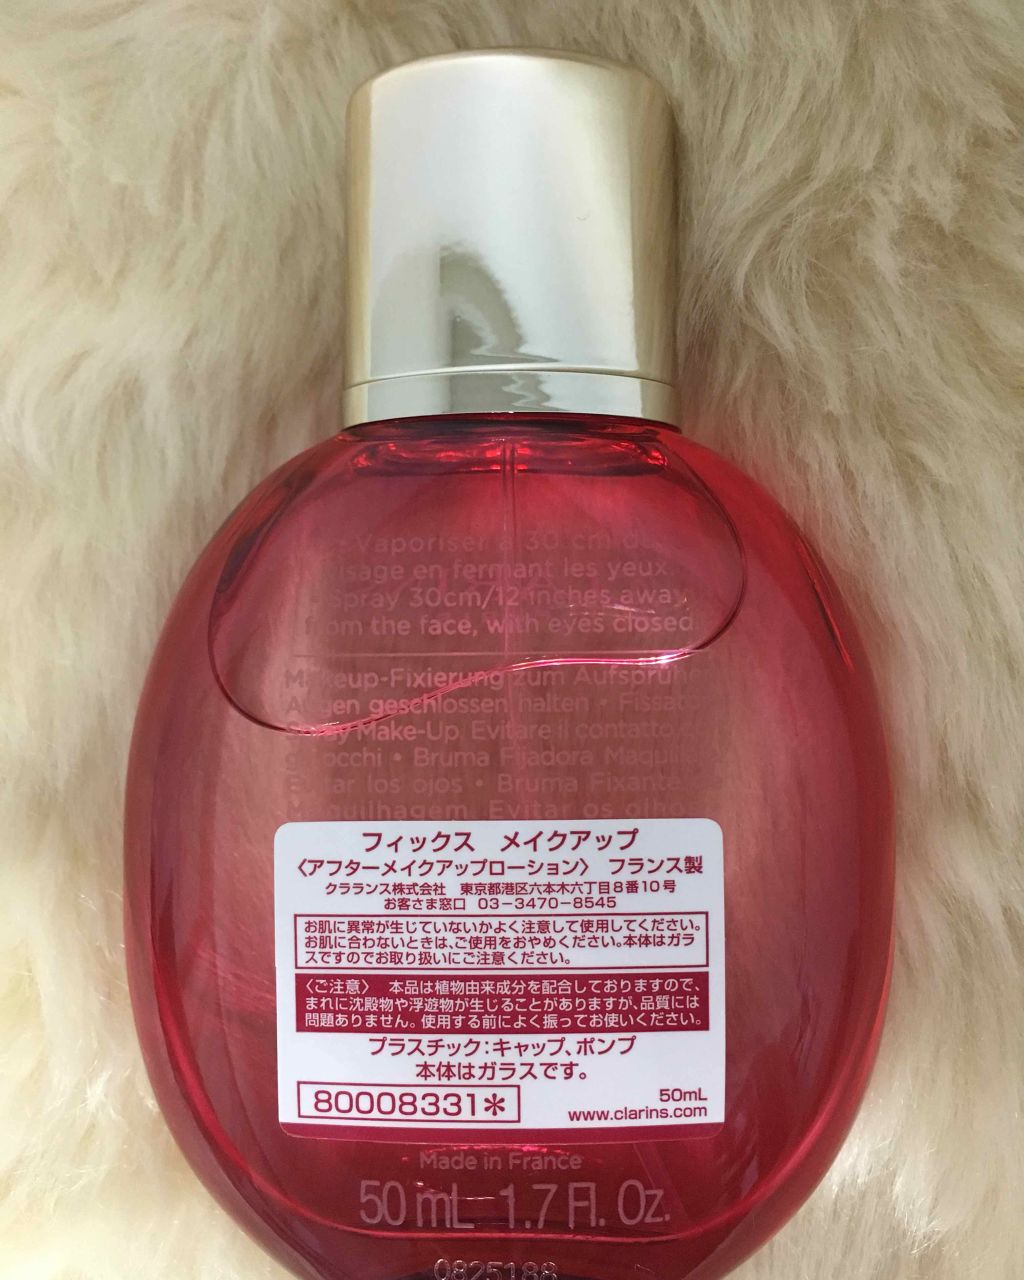 Vaporiser à 30 cm du
visage en fermant les yeux.
Spray 30cm/12 inches away
from the face, with eyes closed
Makeup-Fixierung zum Aufsprühen
Augen geschlossen halten • Fissato
Spray Make-Up Evitare il contatto
occhi • Bruma Fijadora Maquilla
Evitar los ojos • Bruma Fixante
Maquilhagem. Evitar os olhos
フィックス メイクアップ
〈アフターメイクアップローション〉 フランス製
クラランス株式会社 東京都港区六本木六丁目8番10号
お客さま窓口 03-3470-8545
お肌に異常が生じていないかよく注意して使用してください。
お肌に合わないときは、ご使用をおやめください。本体はガラ
スですのでお取り扱いにご注意ください。
〈ご注意〉 本品は植物由来成分を配合しておりますので、
まれに沈殿物や浮遊物が生じることがありますが、品質には
問題ありません。使用する前によく振ってお使いください。
プラスチック:キャップ、ポンプ
本体はガラスです。
80008331*
50mL
www.clarins.com
Made in France
50 mL 1.7 Fl. Oz.
0825188